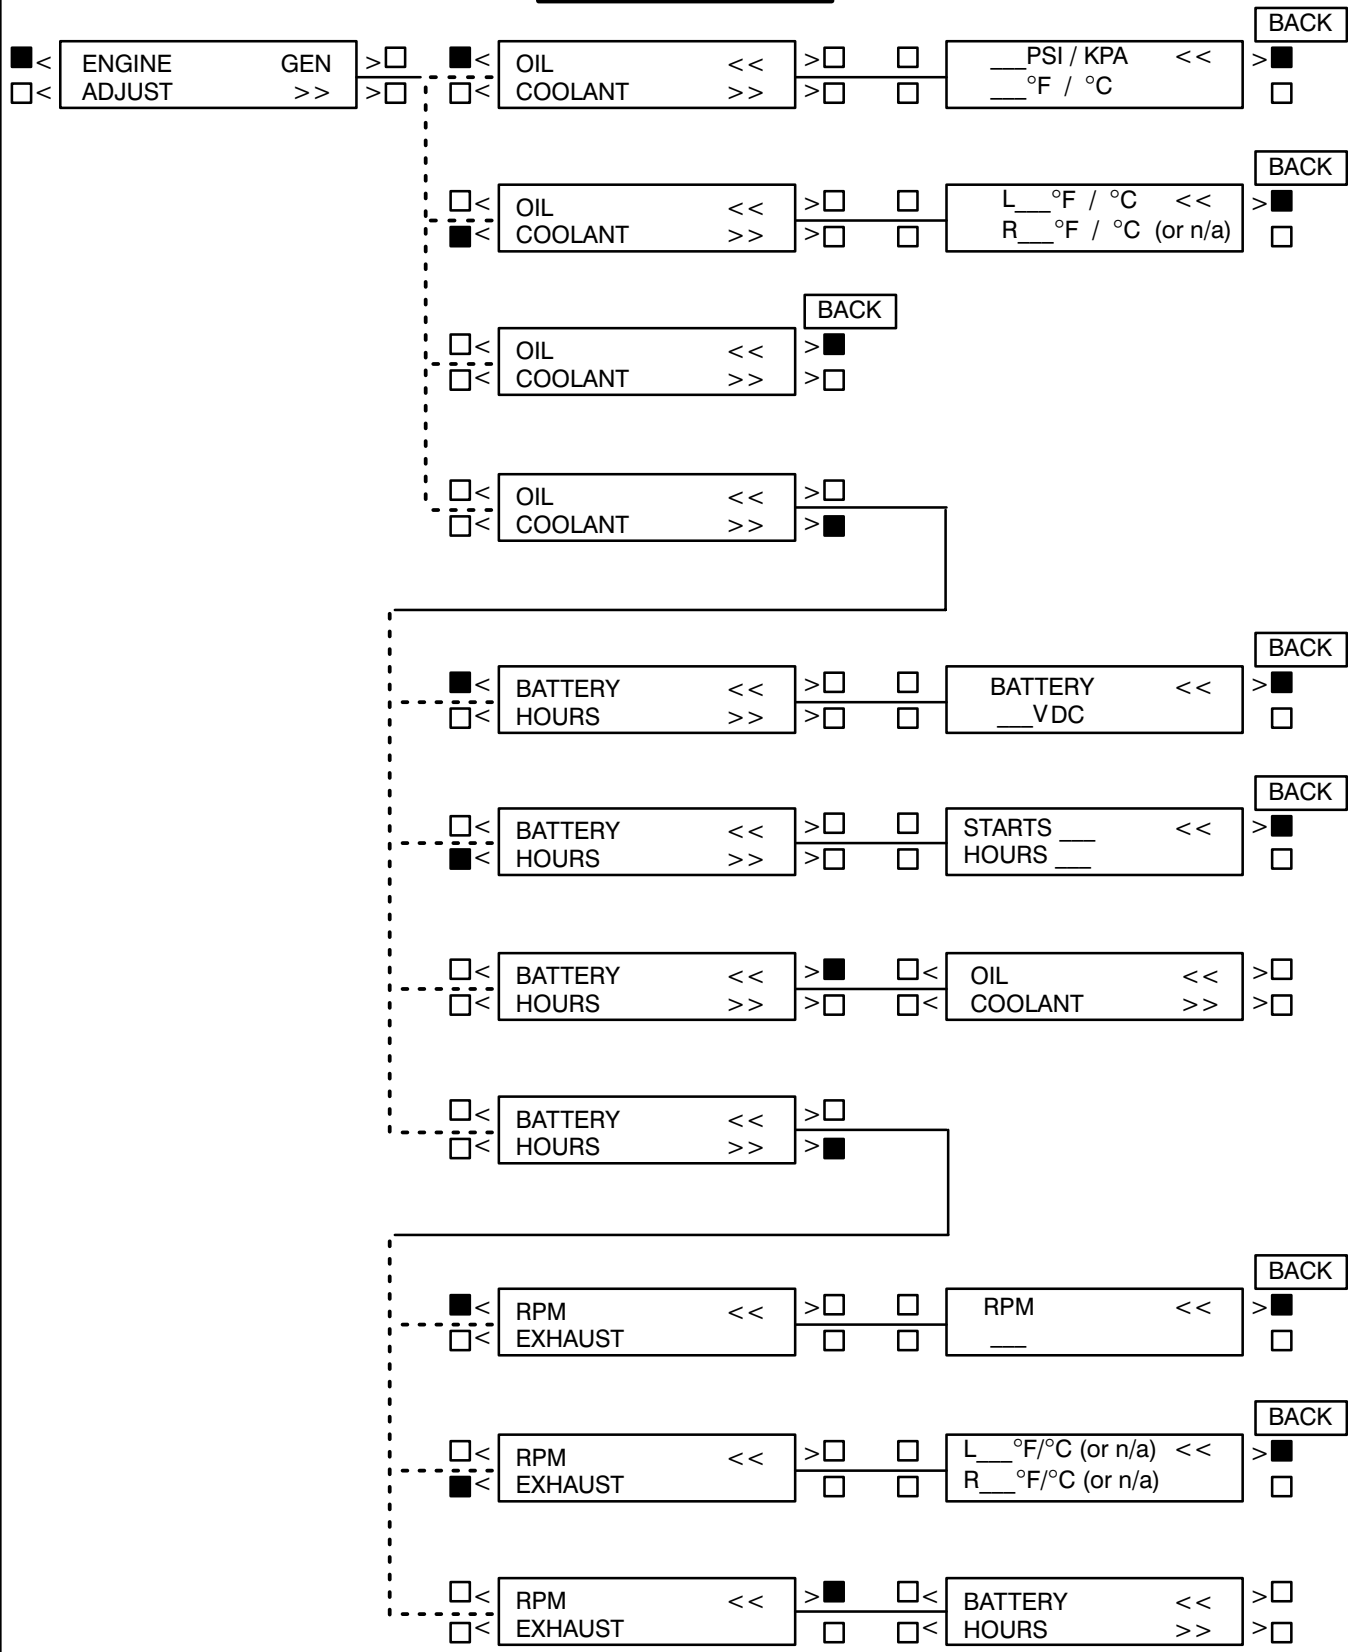 BACK
< ENGINE GEN >
< ADJUST >> >
< OIL << >
< COOLANT >> >
___PSI / KPA << >
___°F / °C
BACK
< OIL << >
< COOLANT >> >
L___°F / °C << >
R___°F / °C (or n/a)
BACK
< OIL << >
< COOLANT >> >
< OIL << >
< COOLANT >> >
BACK
< BATTERY << >
< HOURS >> >
BATTERY << >
___VDC
BACK
< BATTERY << >
< HOURS >> >
STARTS ___ << >
HOURS ___
< BATTERY << >
< HOURS >> >
< OIL << >
< COOLANT >> >
< BATTERY << >
< HOURS >> >
BACK
< RPM << >
< EXHAUST
RPM << >
___
BACK
< RPM << >
< EXHAUST
L___°F/°C (or n/a) << >
R___°F/°C (or n/a)
< RPM << >
< EXHAUST
< BATTERY << >
< HOURS >> >